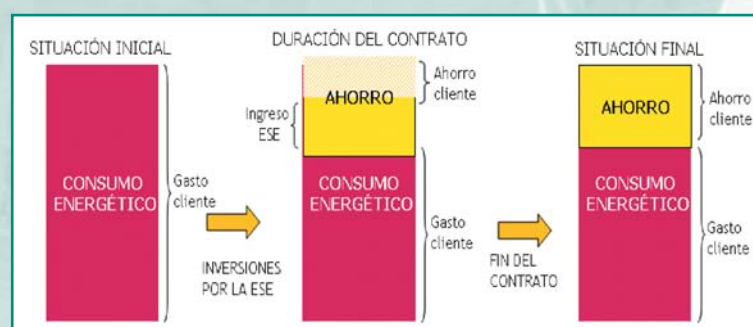 SITUACIÓN INICIAL
CONSUMO
ENERGÉTICO
Gasto
cliente
INVERSIONES
POR LA ESE
DURACIÓN DEL CONTRATO
AHORRO
Ahorro
cliente
Ingreso
ESE
CONSUMO
ENERGÉTICO
Gasto
cliente
FIN DEL
CONTRATO
SITUACIÓN FINAL
AHORRO
Ahorro
cliente
CONSUMO
ENERGÉTICO
Gasto
cliente